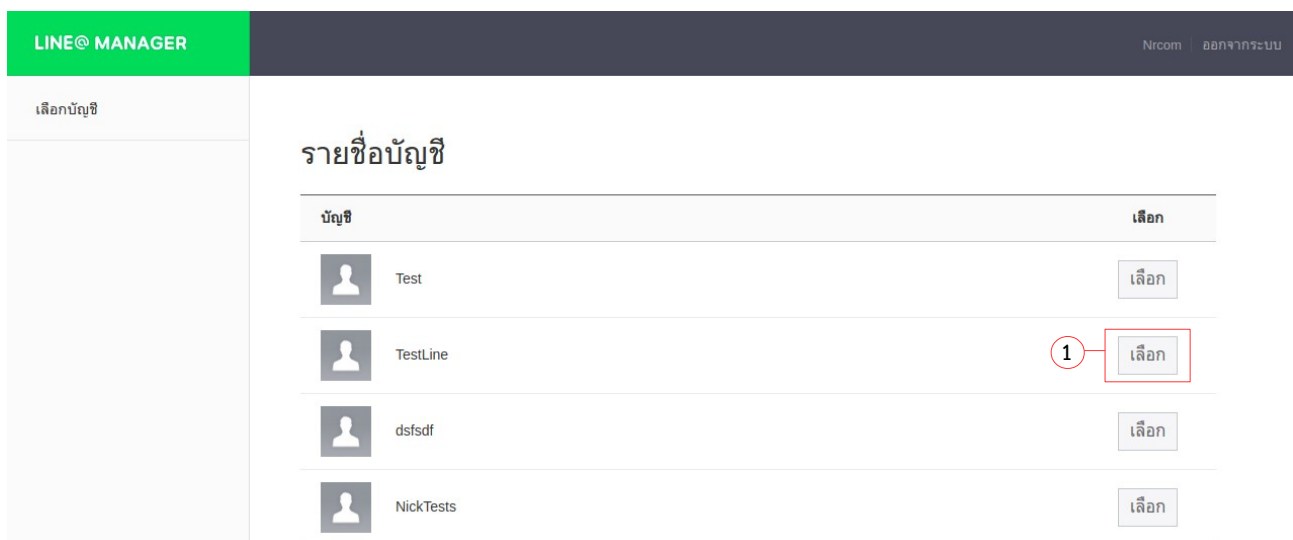 LINE@ MANAGER
Nrcom ออกจากระบบ
เลือกบัญชี
รายชื่อบัญชี
บัญชี เลือก
Test เลือก
TestLine 1 เลือก
dsfsdf เลือก
NickTests เลือก